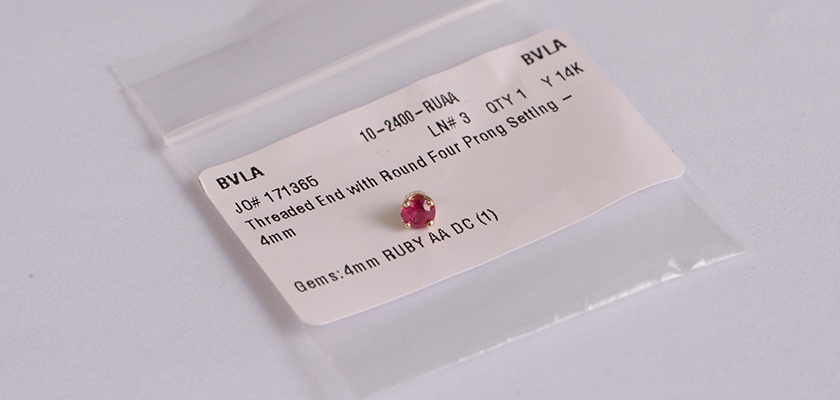 BVLA
10-2400-RUAA
LN# 3 QTY 1 Y 14K
BVLA
JO# 171365
Threaded End with Round Four Prong Setting –
4mm
Gems:4mm RUBY AA DC (1)